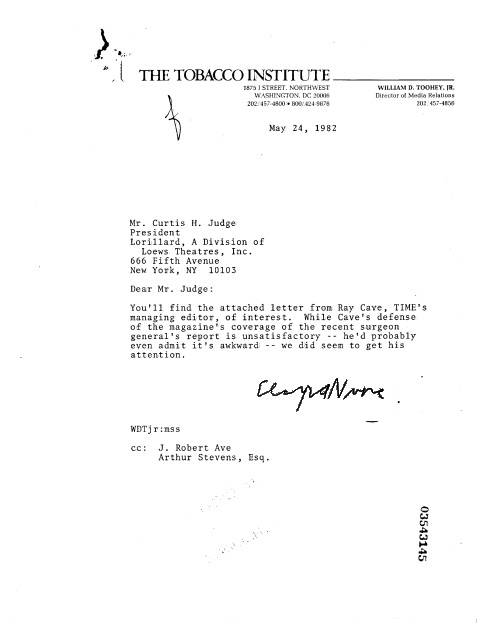 THE TOBACCO INSTITUTE
1875 I STREET, NORTHWEST
WASHINGTON, DC 20006
202/457-4800 • 800/424-9876
WILLIAM D. TOOHEY, JR.
Director of Media Relations
202/457-4856
May 24, 1982
Mr. Curtis H. Judge
President
Lorillard, A Division of
Loews Theatres, Inc.
666 Fifth Avenue
New York, NY 10103
Dear Mr. Judge:
You'll find the attached letter from Ray Cave, TIME's
managing editor, of interest. While Cave's defense
of the magazine's coverage of the recent surgeon
general's report is unsatisfactory -- he'd probably
even admit it's awkward -- we did seem to get his
attention.
WDTjr:mss
cc: J. Robert Ave
Arthur Stevens, Esq.
03543145